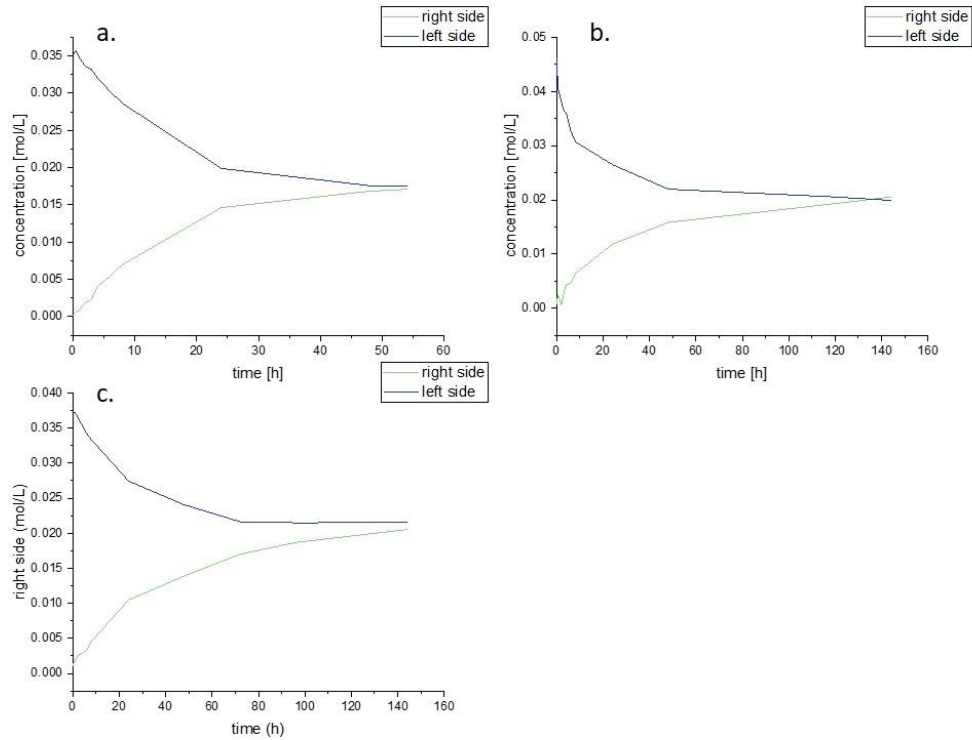 a.
right side
left side
concentration [mol/L]
0.035
0.030
0.025
0.020
0.015
0.010
0.005
0.000
0 10 20 30 40 50 60
time [h]
b.
right side
left side
concentration [mol/L]
0.05
0.04
0.03
0.02
0.01
0.00
0 20 40 60 80 100 120 140 160
time [h]
c.
right side
left side
right side (mol/L)
0.040
0.035
0.030
0.025
0.020
0.015
0.010
0.005
0.000
0 20 40 60 80 100 120 140 160
time (h)